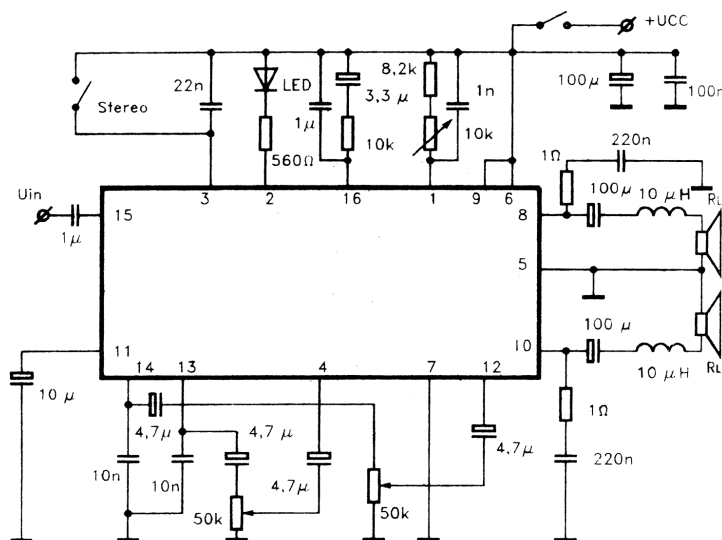 +UCC
8,2k
22n
LED
3,3 μ
1n
100μ
100n
Stereo
1μ
10k
10k
220n
560Ω
1Ω
100μ
10 μH
RL
3
2
16
1
9
6
Uin
15
8
1μ
5
100 μ
11
10
14
13
4
7
12
10 μH
RL
10 μ
4,7μ
4,7μ
4,7μ
1Ω
10n
10n
4,7μ
220n
50k
50k